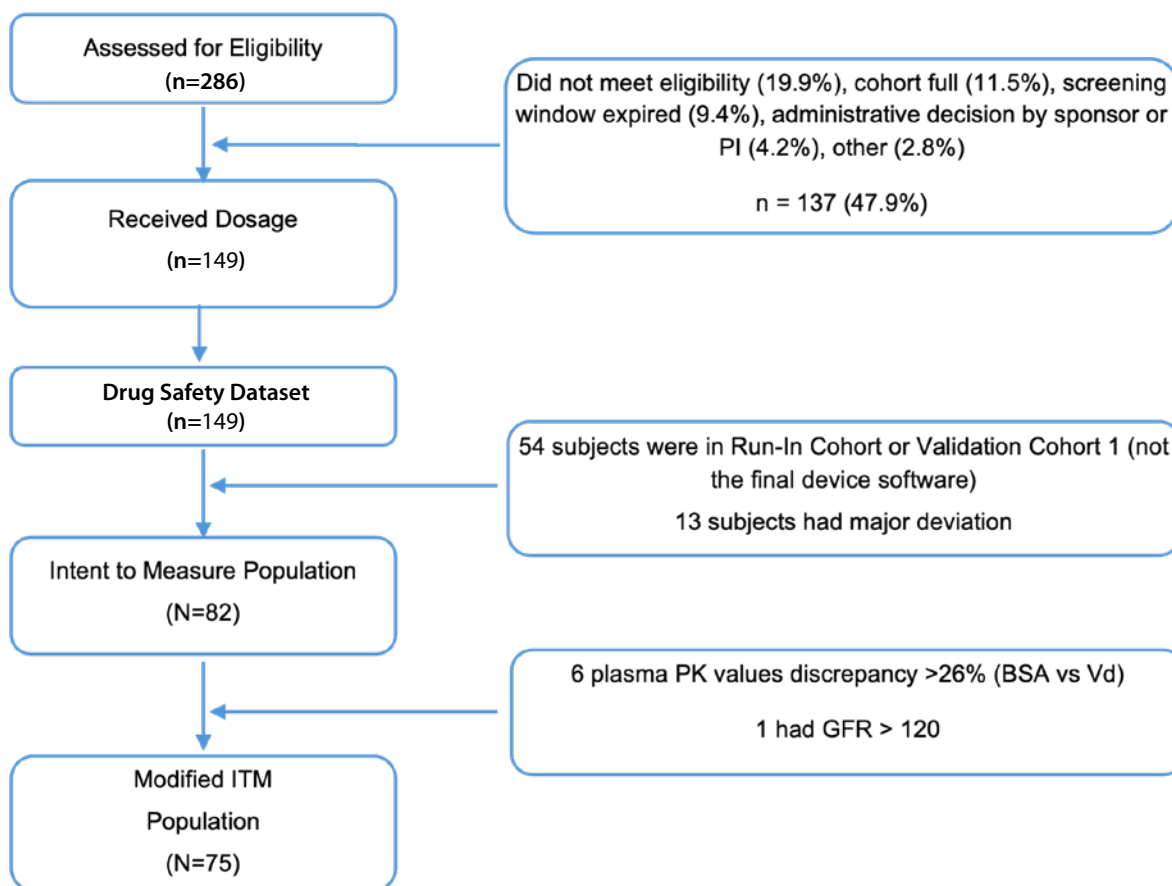 Assessed for Eligibility
(n=286)
Did not meet eligibility (19.9%), cohort full (11.5%), screening
window expired (9.4%), administrative decision by sponsor or
PI (4.2%), other (2.8%)
n = 137 (47.9%)
Received Dosage
(n=149)
Drug Safety Dataset
(n=149)
54 subjects were in Run-In Cohort or Validation Cohort 1 (not
the final device software)
13 subjects had major deviation
Intent to Measure Population
(N=82)
6 plasma PK values discrepancy >26% (BSA vs Vd)
1 had GFR > 120
Modified ITM
Population
(N=75)